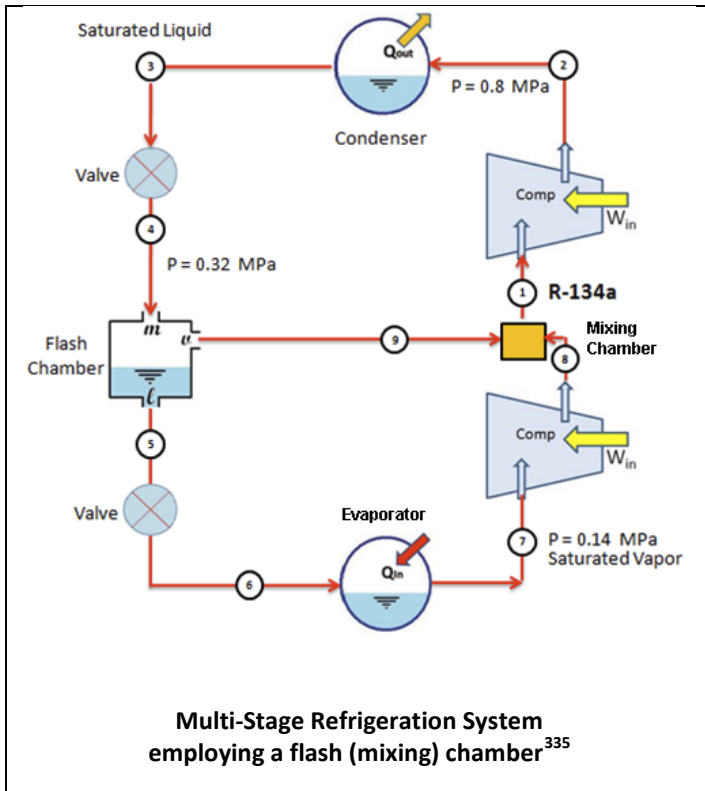 Saturated Liquid
3
Qout
2
P = 0.8 MPa
Condenser
Valve
Comp
Win
4
P = 0.32 MPa
1
R-134a
m
v
9
Mixing
Chamber
Flash
Chamber
8
l
5
Comp
Win
Valve
Evaporator
7
P = 0.14 MPa
Saturated Vapor
QIn
6
Multi-Stage Refrigeration System
employing a flash (mixing) chamber335